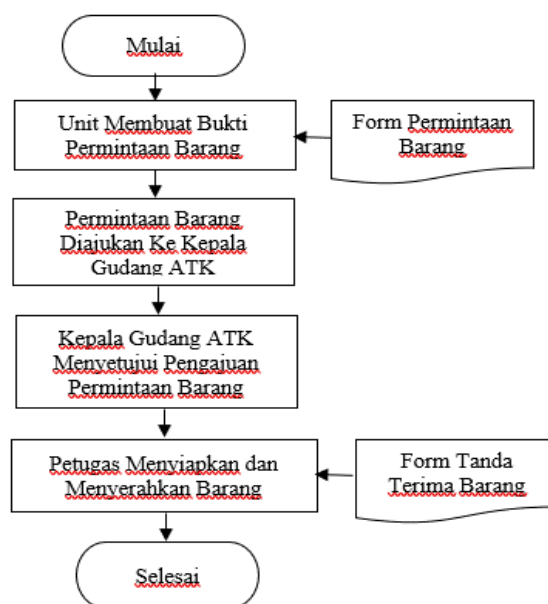 Mulai
Unit Membuat Bukti
Permintaan Barang
Form Permintaan
Barang
Permintaan Barang
Diajukan Ke Kepala
Gudang ATK
Kepala Gudang ATK
Menyetujui Pengajuan
Permintaan Barang
Petugas Menyiapkan dan
Menyerahkan Barang
Form Tanda
Terima Barang
Selesai